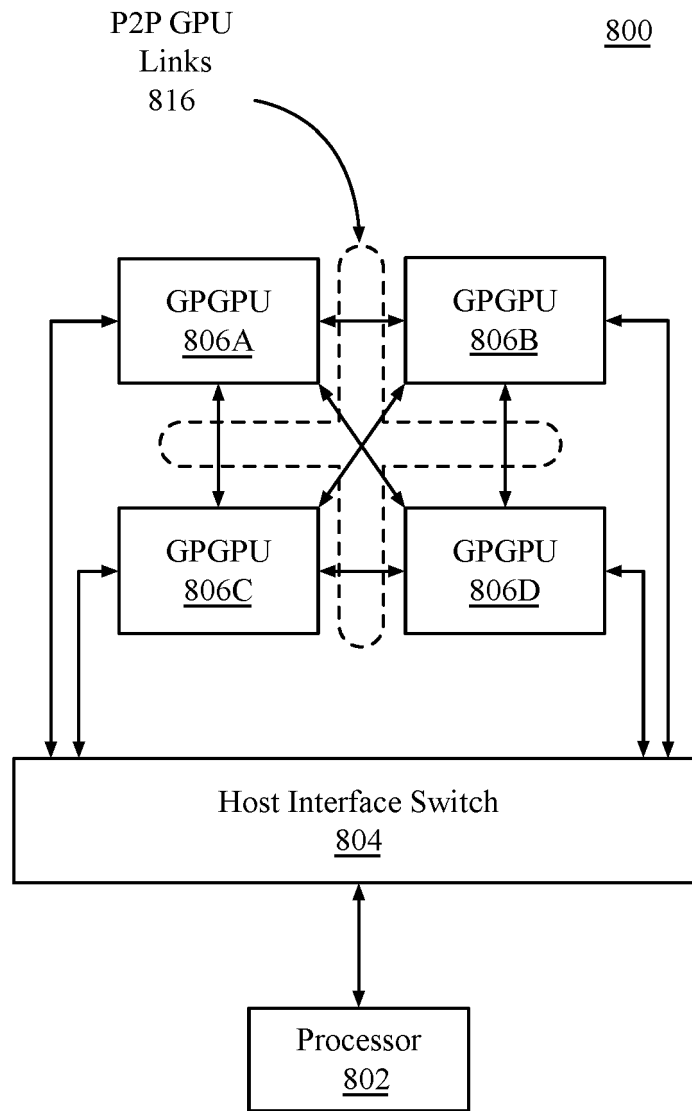 P2P GPU
Links
816
800
GPGPU
806A
GPGPU
806B
GPGPU
806C
GPGPU
806D
Host Interface Switch
804
Processor
802